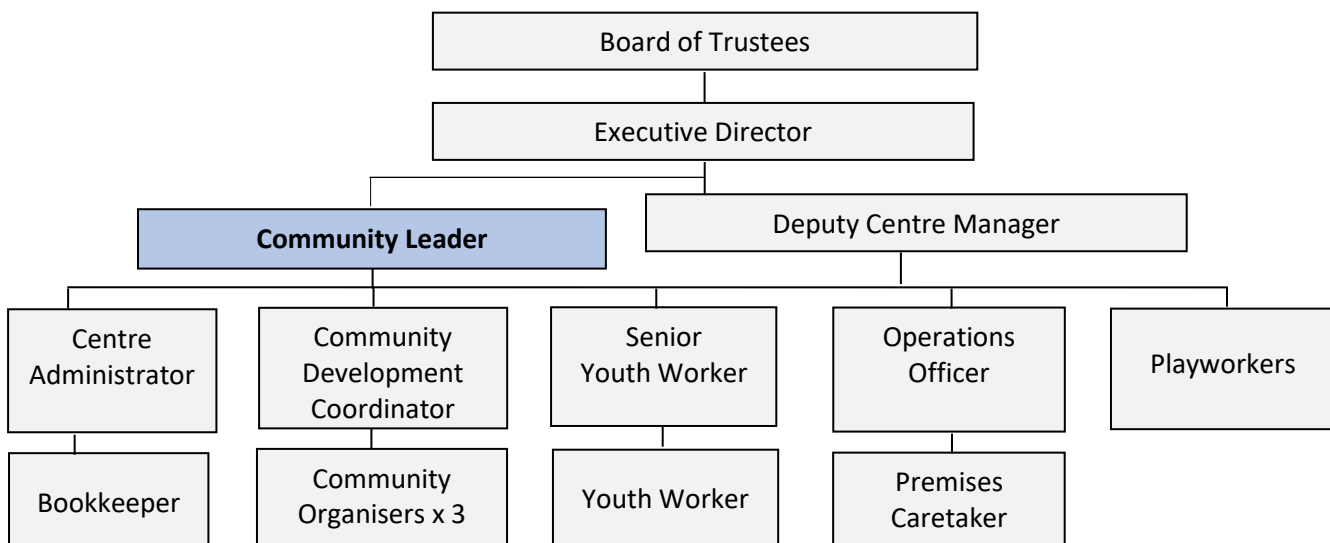 Board of Trustees
Executive Director
Community Leader
Deputy Centre Manager
Centre
Administrator
Community
Development
Coordinator
Senior
Youth Worker
Operations
Officer
Playworkers
Bookkeeper
Community
Organisers x 3
Youth Worker
Premises
Caretaker